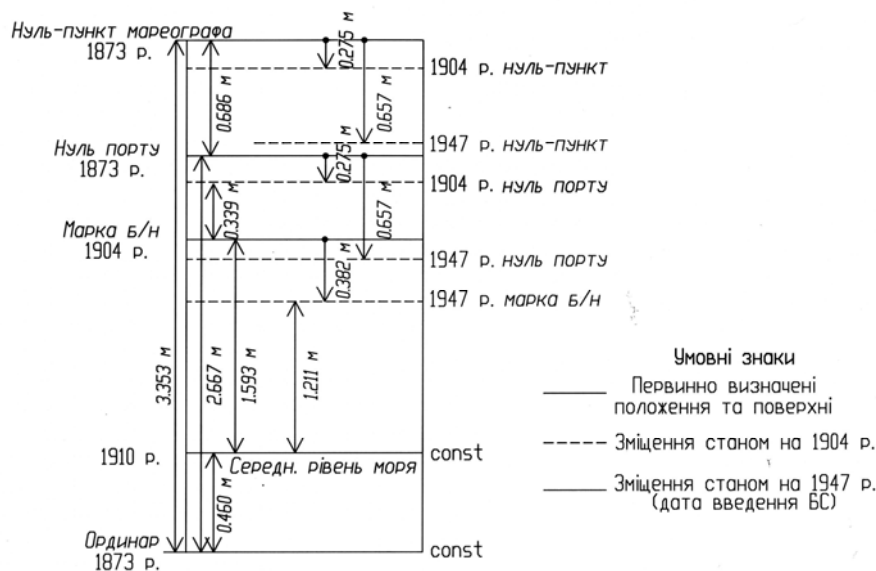 Нуль-пункт мареографа
1873 р.
0.275 м
1904 р. нуль-пункт
0.686 м
0.657 м
1947 р. нуль-пункт
Нуль порту
1873 р.
0.275 м
1904 р. нуль порту
0.339 м
0.657 м
Марка б/н
1904 р.
1947 р. нуль порту
0.382 м
1947 р. марка б/н
3.353 м
2.667 м
1.593 м
1.211 м
1910 р.
Середн. рівень моря
const
0.460 м
Ординар
1873 р.
const
Умовні знаки
Первинно визначені
положення та поверхні
Зміщення станом на 1904 р.
Зміщення станом на 1947 р.
(дата введення БС)